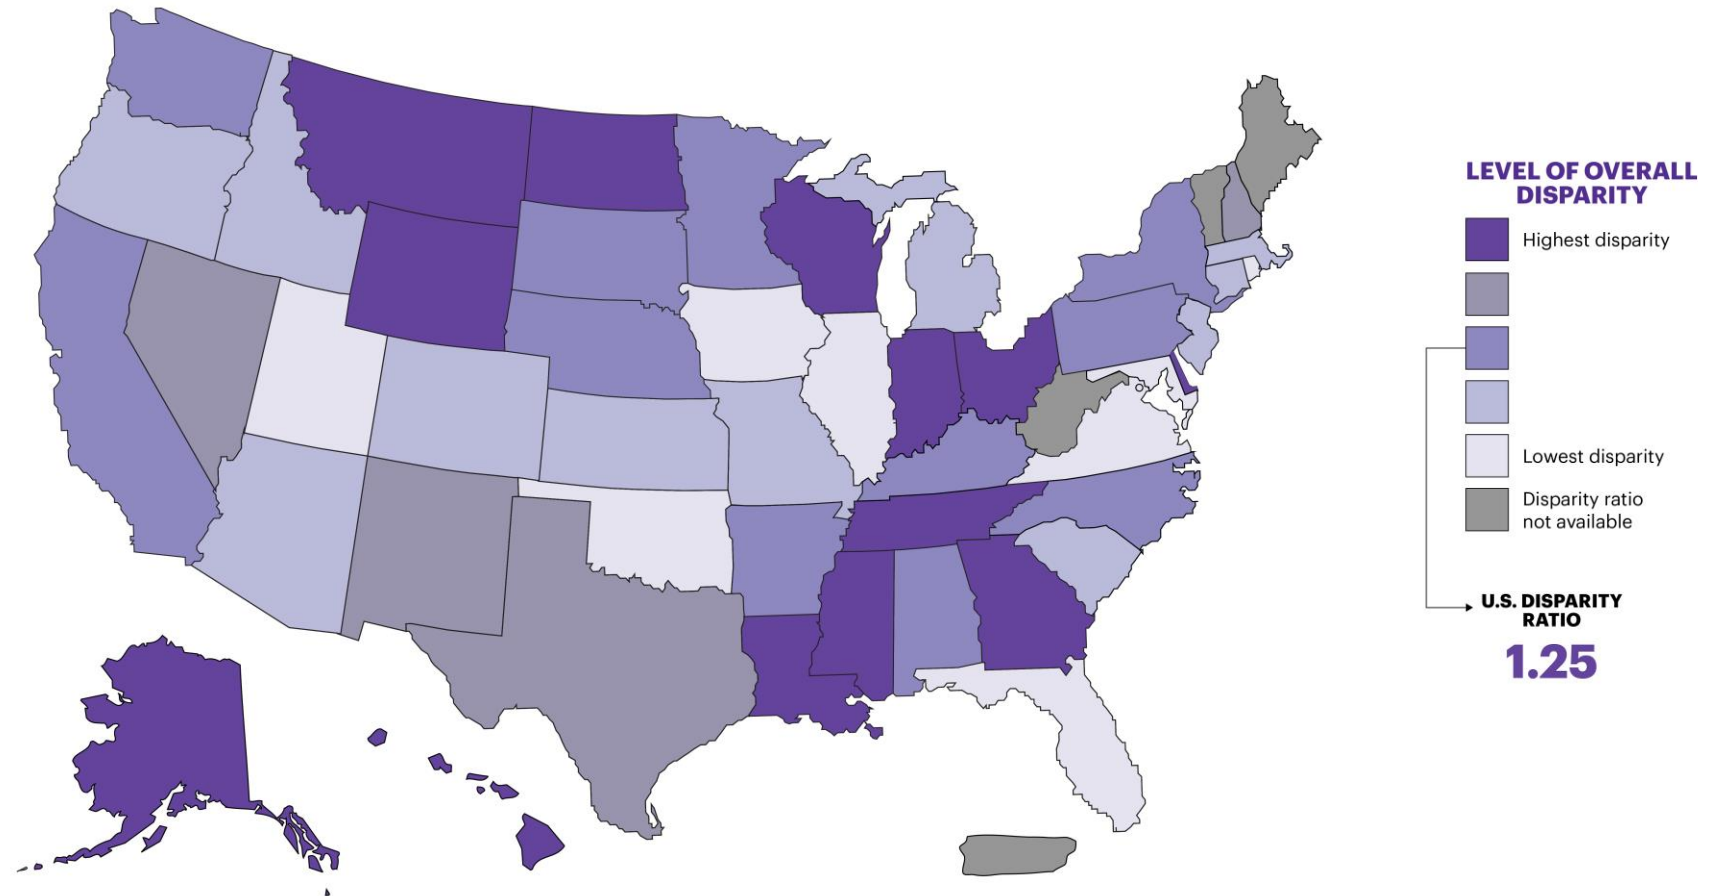 LEVEL OF OVERALL
DISPARITY
Highest disparity
Lowest disparity
Disparity ratio
not available
U.S. DISPARITY
RATIO
1.25